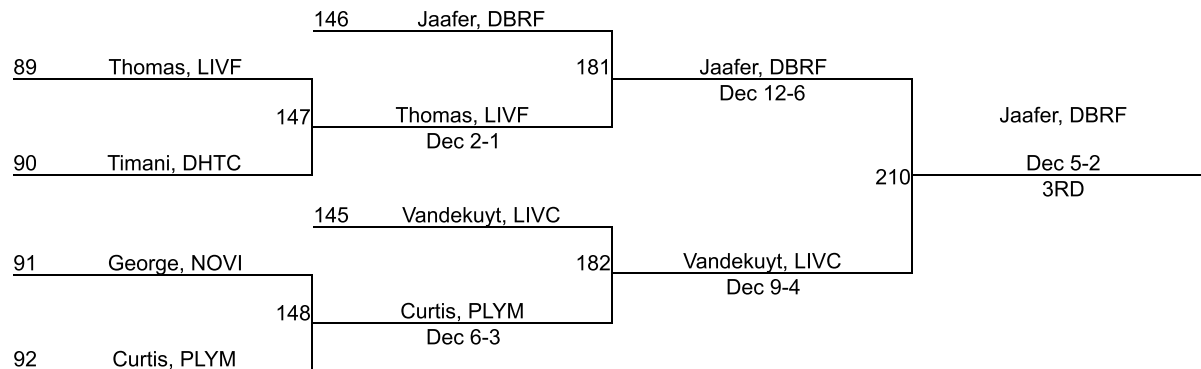 146 Jaafer, DBRF
89 Thomas, LIVF
181 Jaafer, DBRF
Dec 12-6
147 Thomas, LIVF
Dec 2-1
Jaafer, DBRF
90 Timani, DHTC
Dec 5-2
210
3RD
145 Vandekuyt, LIVC
91 George, NOVI
182 Vandekuyt, LIVC
Dec 9-4
148 Curtis, PLYM
Dec 6-3
92 Curtis, PLYM